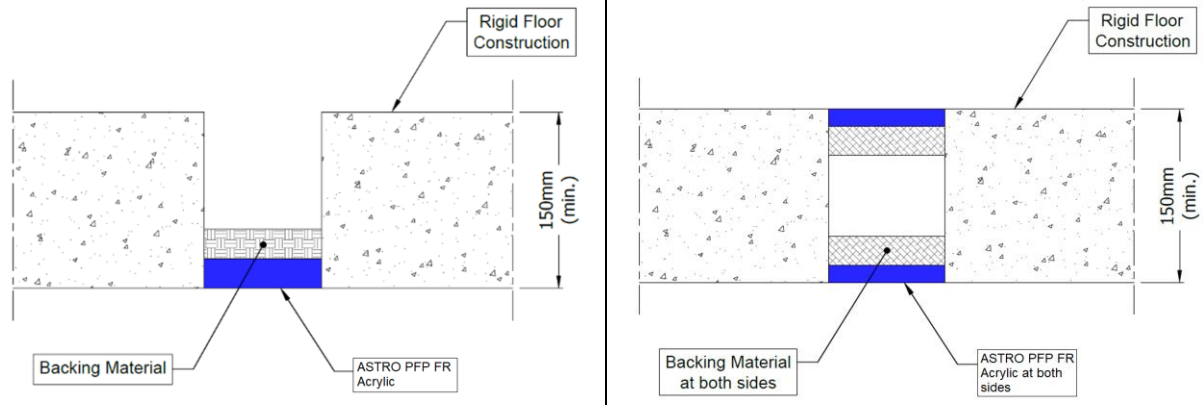 Rigid Floor
Construction
150mm
(min.)
Backing Material
ASTRO PFP FR
Acrylic
Rigid Floor
Construction
150mm
(min.)
Backing Material
at both sides
ASTRO PFP FR
Acrylic at both
sides